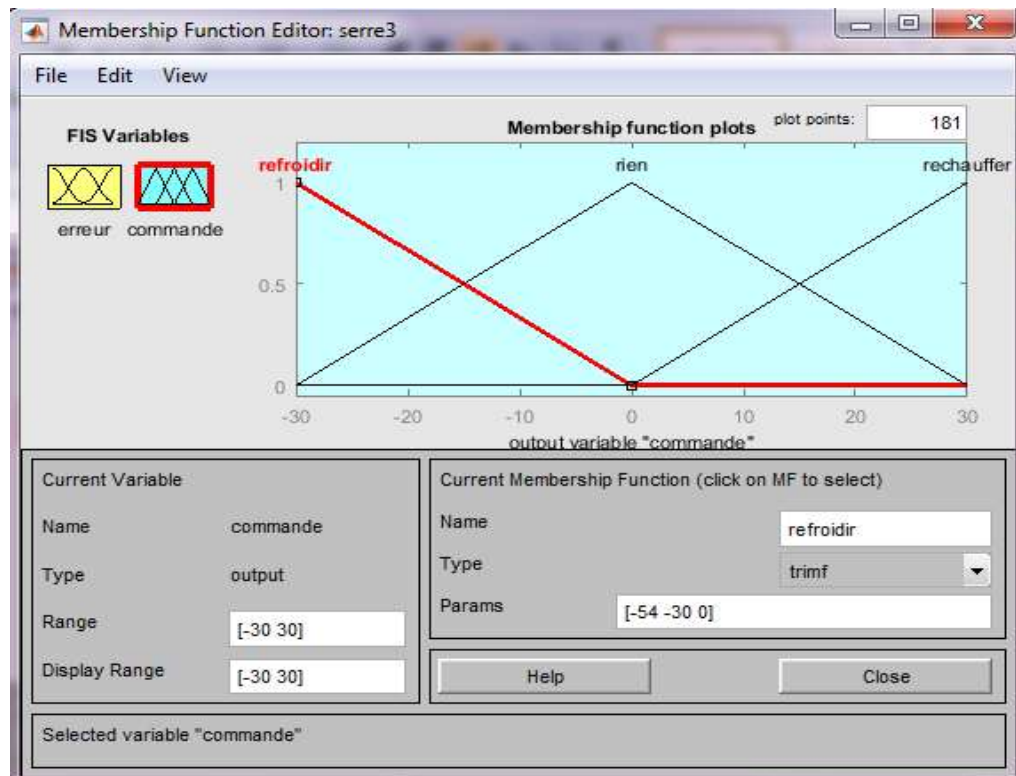 Membership Function Editor: serre3
File Edit View
FIS Variables
Membership function plots
plot points:
181
erreur commande
refroidir rien rechauffer
1
0.5
0
-30 -20 -10 0 10 20 30
output variable "commande"
Current Variable
Name commande
Type output
Range [-30 30]
Display Range [-30 30]
Current Membership Function (click on MF to select)
Name refroidir
Type trimf
Params [-54 -30 0]
Help Close
Selected variable "commande"